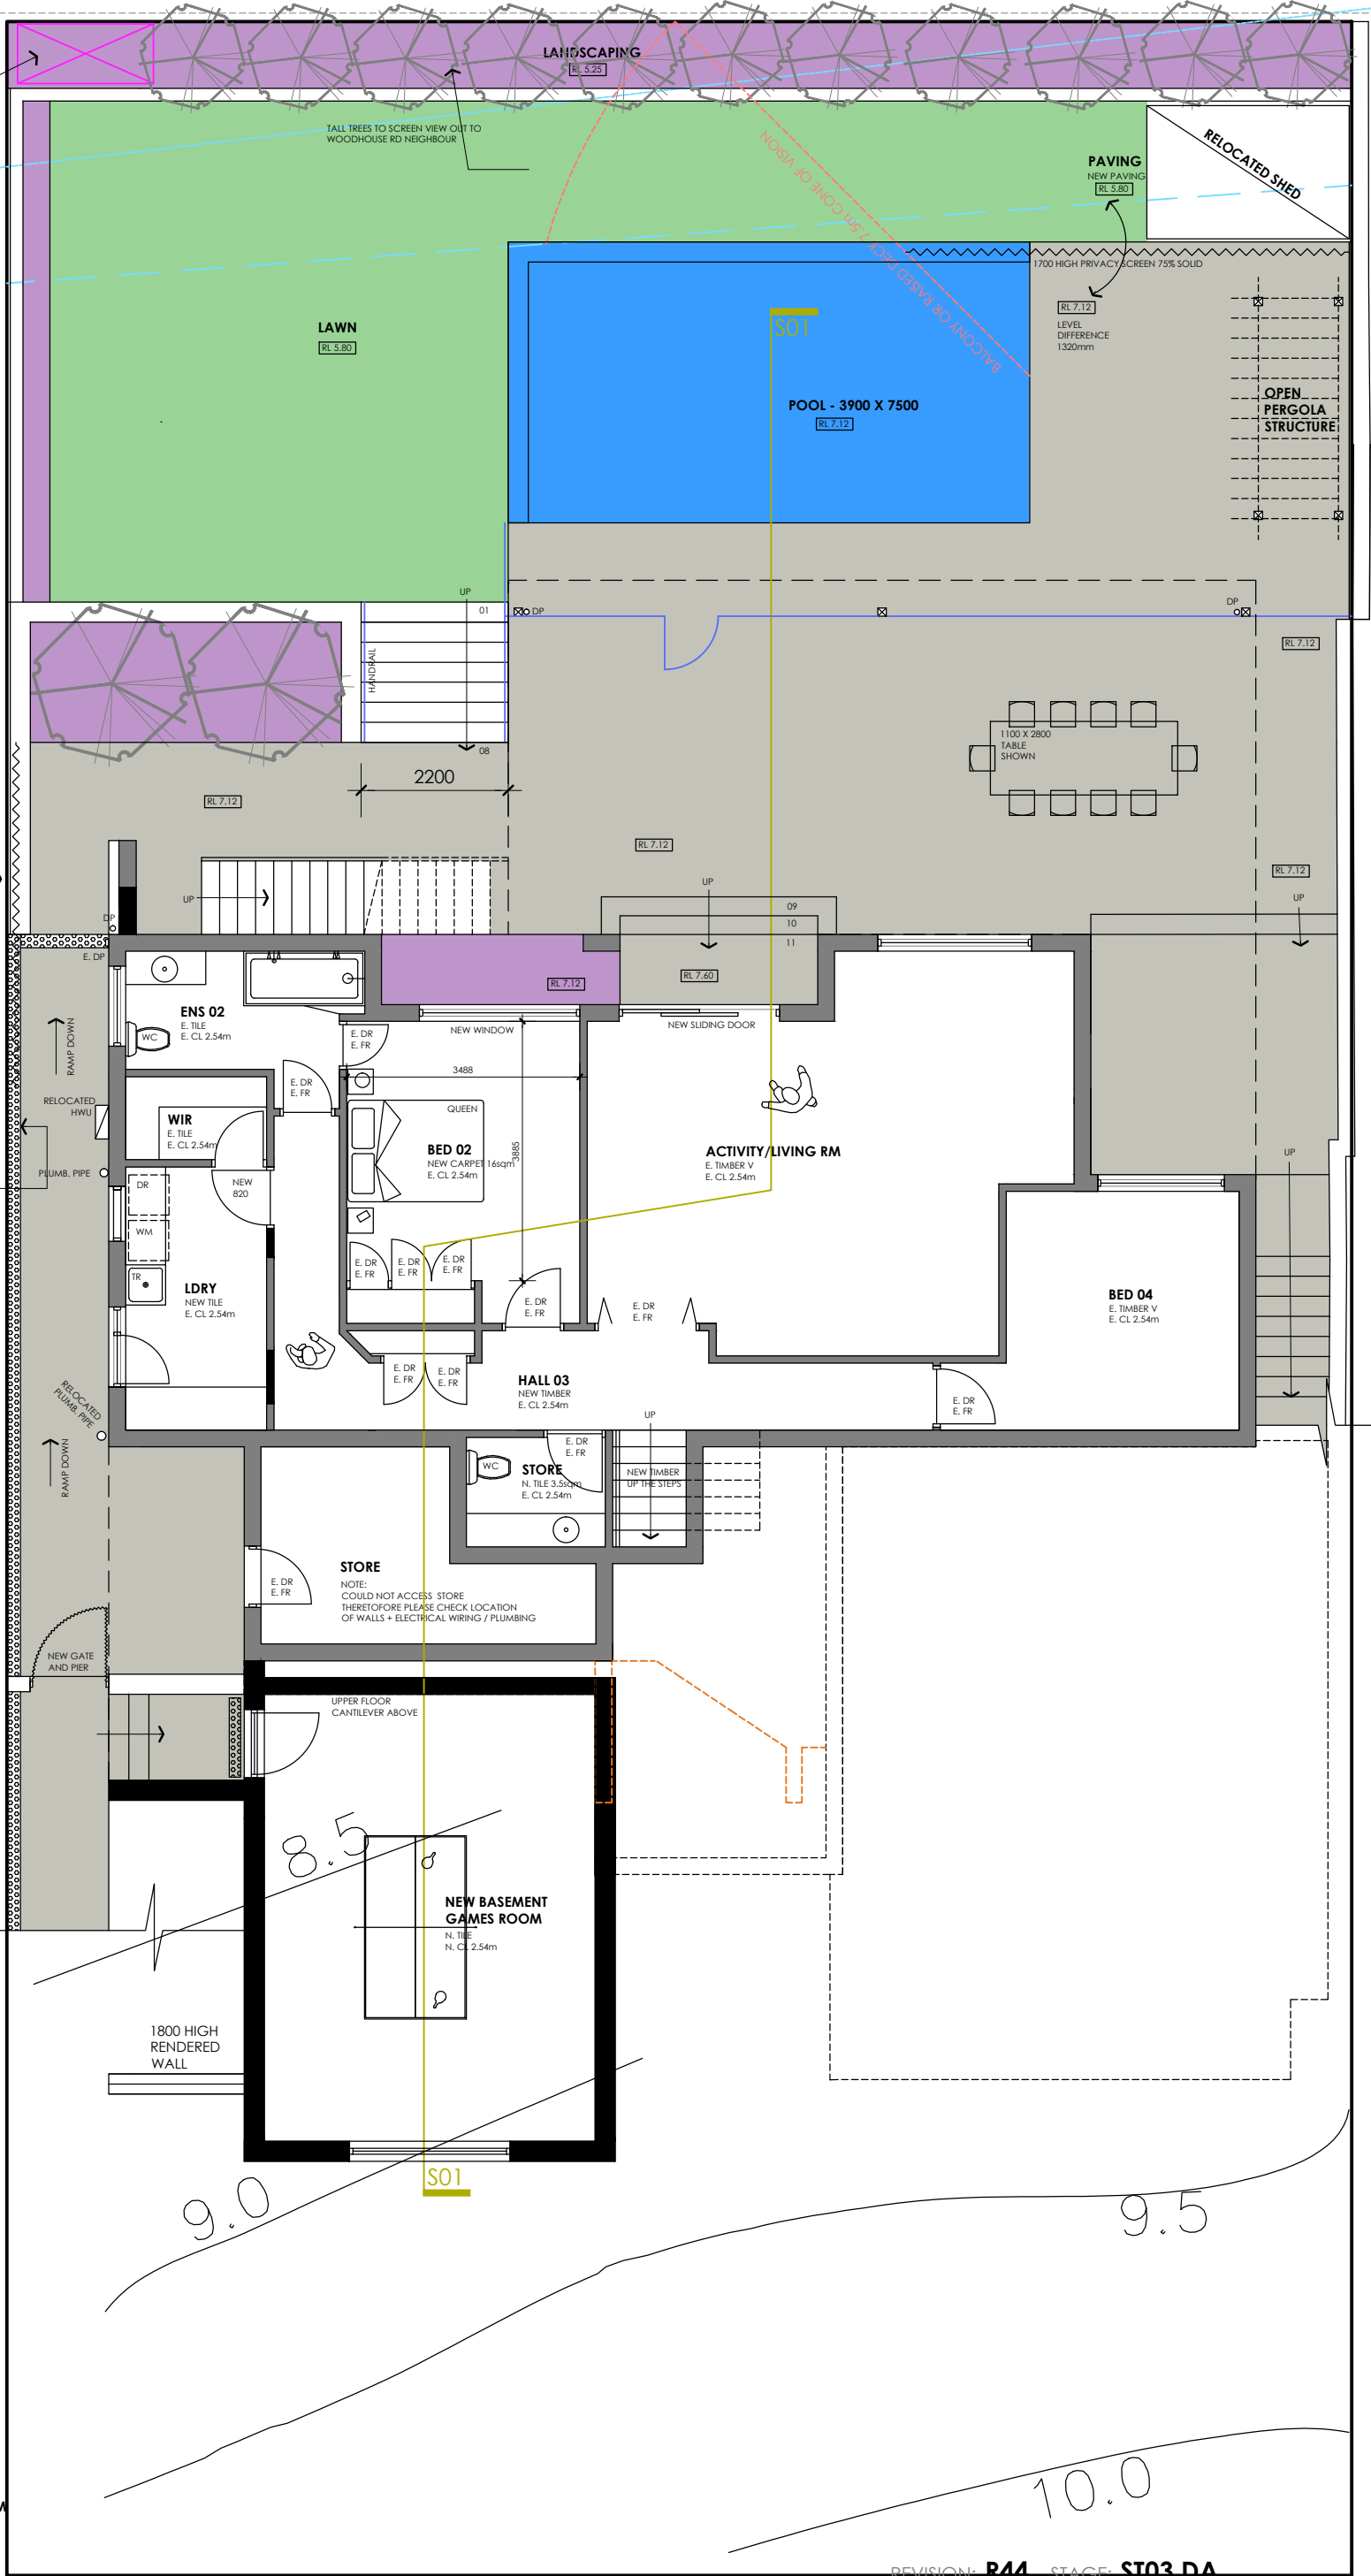 LANDSCAPING
RL 5.25
TALL TREES TO SCREEN VIEW OUT TO
WOODHOUSE RD NEIGHBOUR
BALCONY OR RAISED DECK 7.5m CONE OF VISION
PAVING
NEW PAVING
RL 5.80
RELOCATED SHED
1700 HIGH PRIVACY SCREEN 75% SOLID
RL 7.12
LEVEL
DIFFERENCE
1320mm
LAWN
RL 5.80
S01
POOL - 3900 X 7500
RL 7.12
OPEN
PERGOLA
STRUCTURE
UP
01
DP
DP
HANDRAIL
RL 7.12
08
2200
1100 X 2800
TABLE
SHOWN
RL 7.12
RL 7.12
RL 7.12
UP
UP
UP
09
10
11
DP
E. DP
RL 7.12
RL 7.60
ENS 02
E. TILE
E. CL 2.54m
WC
NEW WINDOW
NEW SLIDING DOOR
E. DR
E. FR
E. DR
E. FR
3488
RAMP DOWN
RELOCATED
HWU
WIR
E. TILE
E. CL 2.54m
QUEEN
BED 02
NEW CARPET 16sqm
E. CL 2.54m
3885
ACTIVITY/LIVING RM
E. TIMBER V
E. CL 2.54m
UP
PLUMB. PIPE
DR
NEW
820
WM
TR
LDRY
NEW TILE
E. CL 2.54m
E. DR
E. FR
E. DR
E. FR
E. DR
E. FR
E. DR
E. FR
E. DR
E. FR
BED 04
E. TIMBER V
E. CL 2.54m
E. DR
E. FR
E. DR
E. FR
HALL 03
NEW TIMBER
E. CL 2.54m
E. DR
E. FR
RELOCATED
PLUMB. PIPE
UP
RAMP DOWN
E. DR
E. FR
WC
STORE
N. TILE 3.5sqm
E. CL 2.54m
NEW TIMBER
UP THE STEPS
STORE
NOTE:
COULD NOT ACCESS STORE
THERETOFORE PLEASE CHECK LOCATION
OF WALLS + ELECTRICAL WIRING / PLUMBING
E. DR
E. FR
NEW GATE
AND PIER
UPPER FLOOR
CANTILEVER ABOVE
8.5
NEW BASEMENT
GAMES ROOM
N. TILE
N. CL 2.54m
1800 HIGH
RENDERED
WALL
S01
9.0
9.5
10.0
REVISION: R44 STAGE: ST03 DA